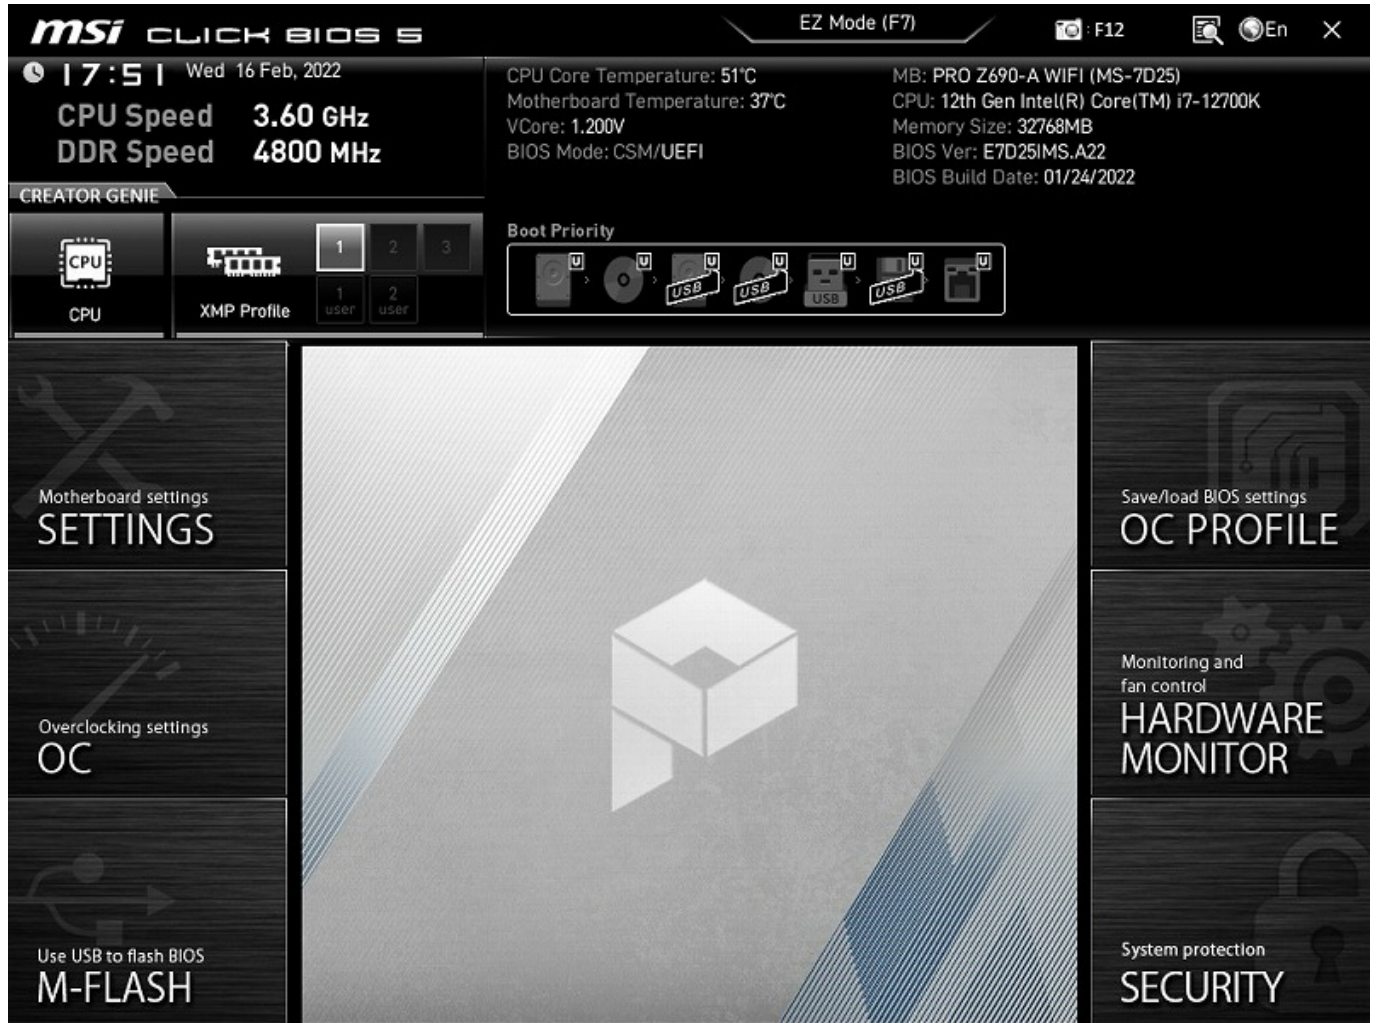 msi CLICK BIOS 5
EZ Mode (F7)
: F12
En
17:51 Wed 16 Feb, 2022
CPU Speed 3.60 GHz
DDR Speed 4800 MHz
CPU Core Temperature: 51°C
Motherboard Temperature: 37°C
VCore: 1.200V
BIOS Mode: CSM/UEFI
MB: PRO Z690-A WIFI (MS-7D25)
CPU: 12th Gen Intel(R) Core(TM) i7-12700K
Memory Size: 32768MB
BIOS Ver: E7D25IMS.A22
BIOS Build Date: 01/24/2022
CREATOR GENIE
CPU
CPU
XMP Profile
1 2 3
1 2
user user
Boot Priority
U U U U U U U
USB USB USB USB
Motherboard settings
SETTINGS
Overclocking settings
OC
Use USB to flash BIOS
M-FLASH
Save/load BIOS settings
OC PROFILE
Monitoring and
fan control
HARDWARE
MONITOR
System protection
SECURITY